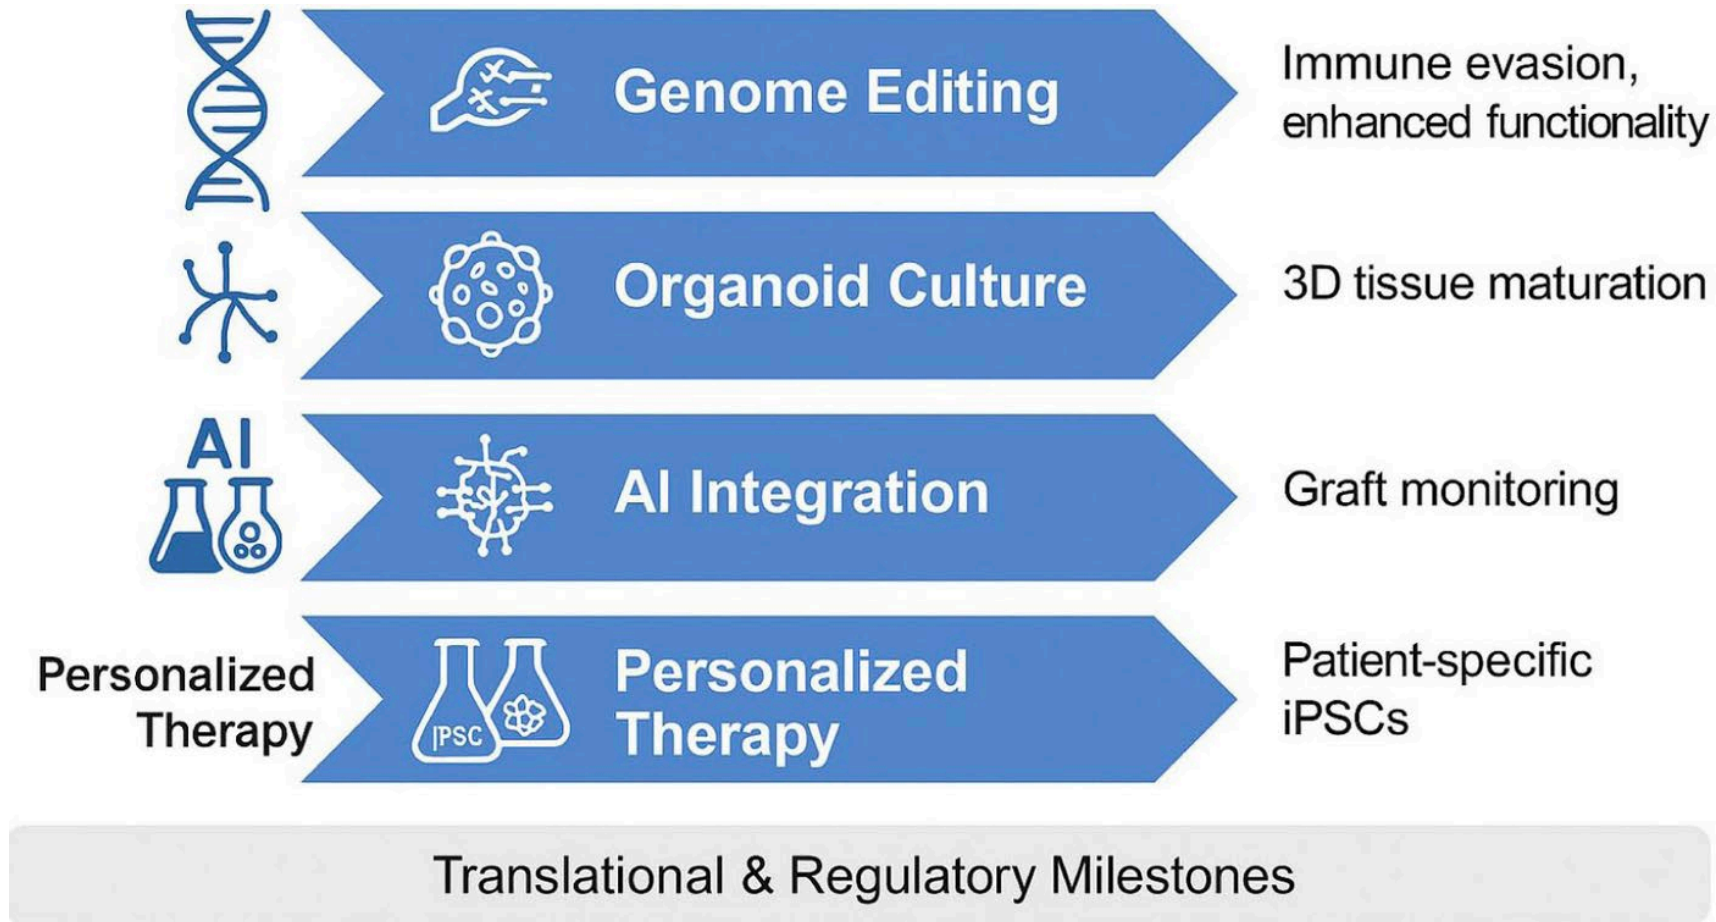 Genome Editing
Immune evasion,
enhanced functionality
Organoid Culture
3D tissue maturation
AI
AI Integration
Graft monitoring
Personalized
Therapy
IPSC
Personalized
Therapy
Patient-specific
iPSCs
Translational & Regulatory Milestones